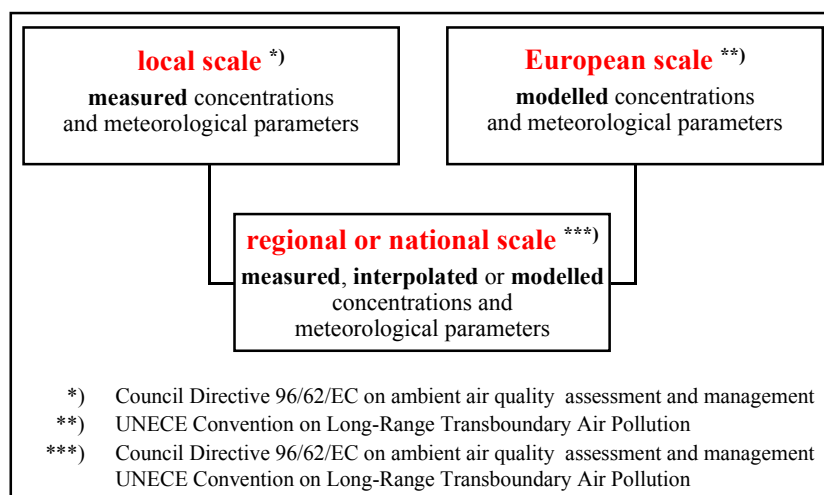 local scale *)
measured concentrations
and meteorological parameters
European scale **)
modelled concentrations
and meteorological parameters
regional or national scale ***)
measured, interpolated or modelled
concentrations and
meteorological parameters
*) Council Directive 96/62/EC on ambient air quality assessment and management
**) UNECE Convention on Long-Range Transboundary Air Pollution
***) Council Directive 96/62/EC on ambient air quality assessment and management
UNECE Convention on Long-Range Transboundary Air Pollution